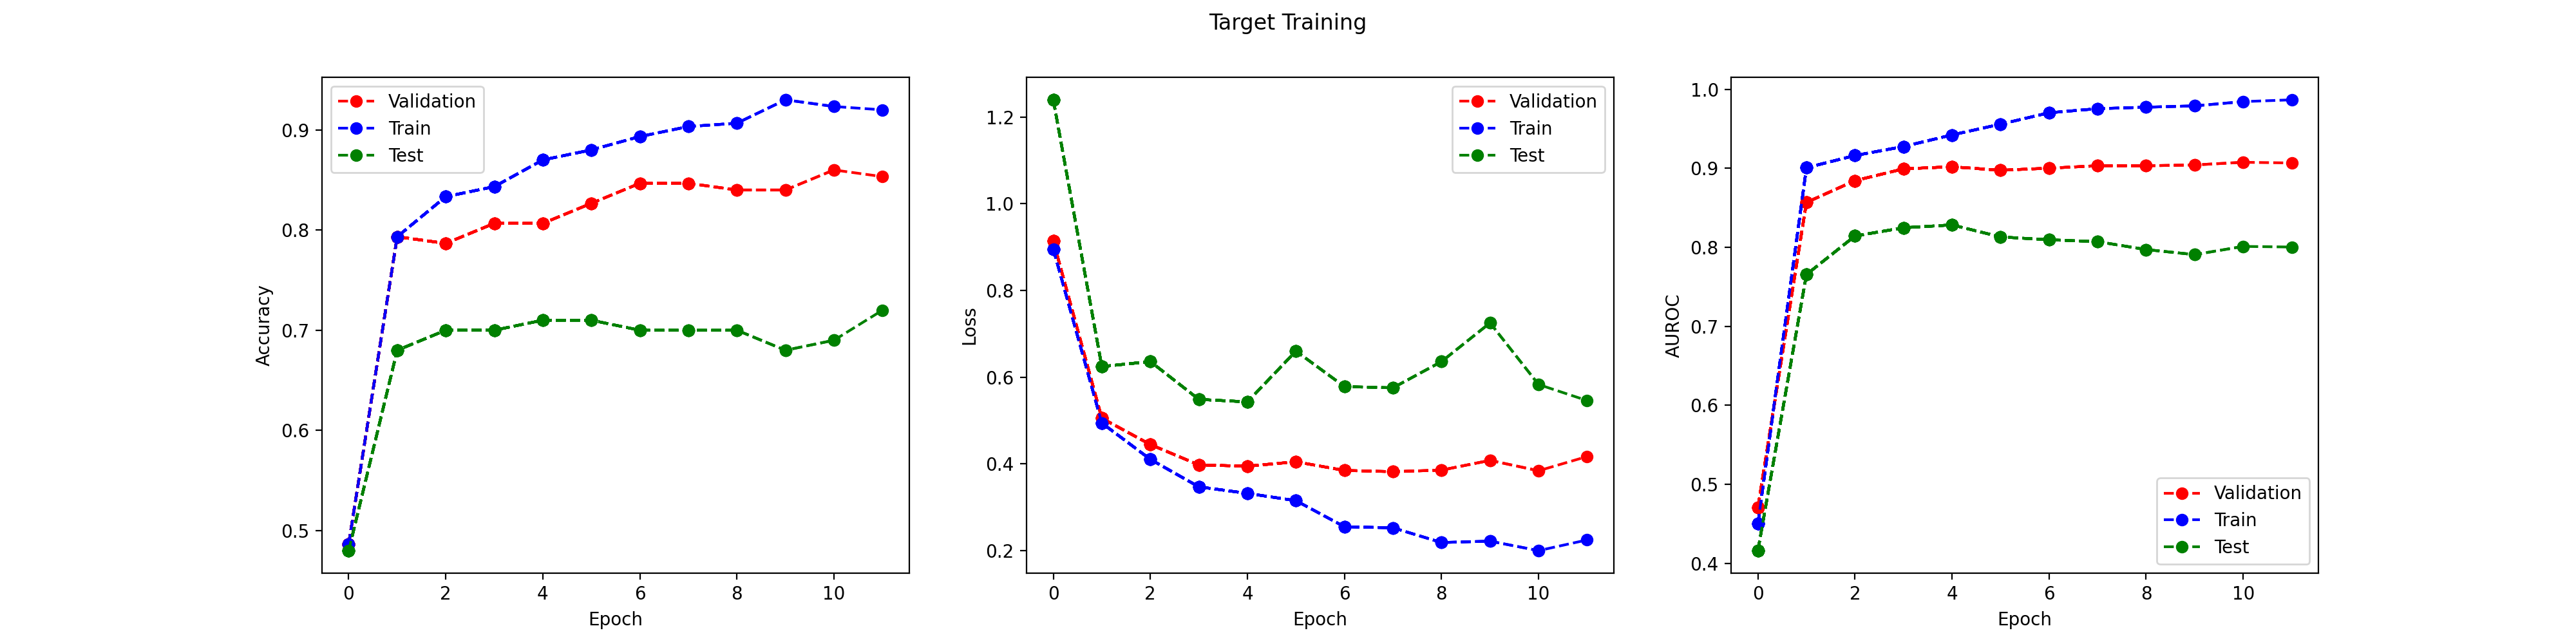 Target Training
Accuracy
0.9
0.8
0.7
0.6
0.5
Validation
Train
Test
0 2 4 6 8 10
Epoch
Loss
1.2
1.0
0.8
0.6
0.4
0.2
Validation
Train
Test
0 2 4 6 8 10
Epoch
AUROC
1.0
0.9
0.8
0.7
0.6
0.5
0.4
Validation
Train
Test
0 2 4 6 8 10
Epoch